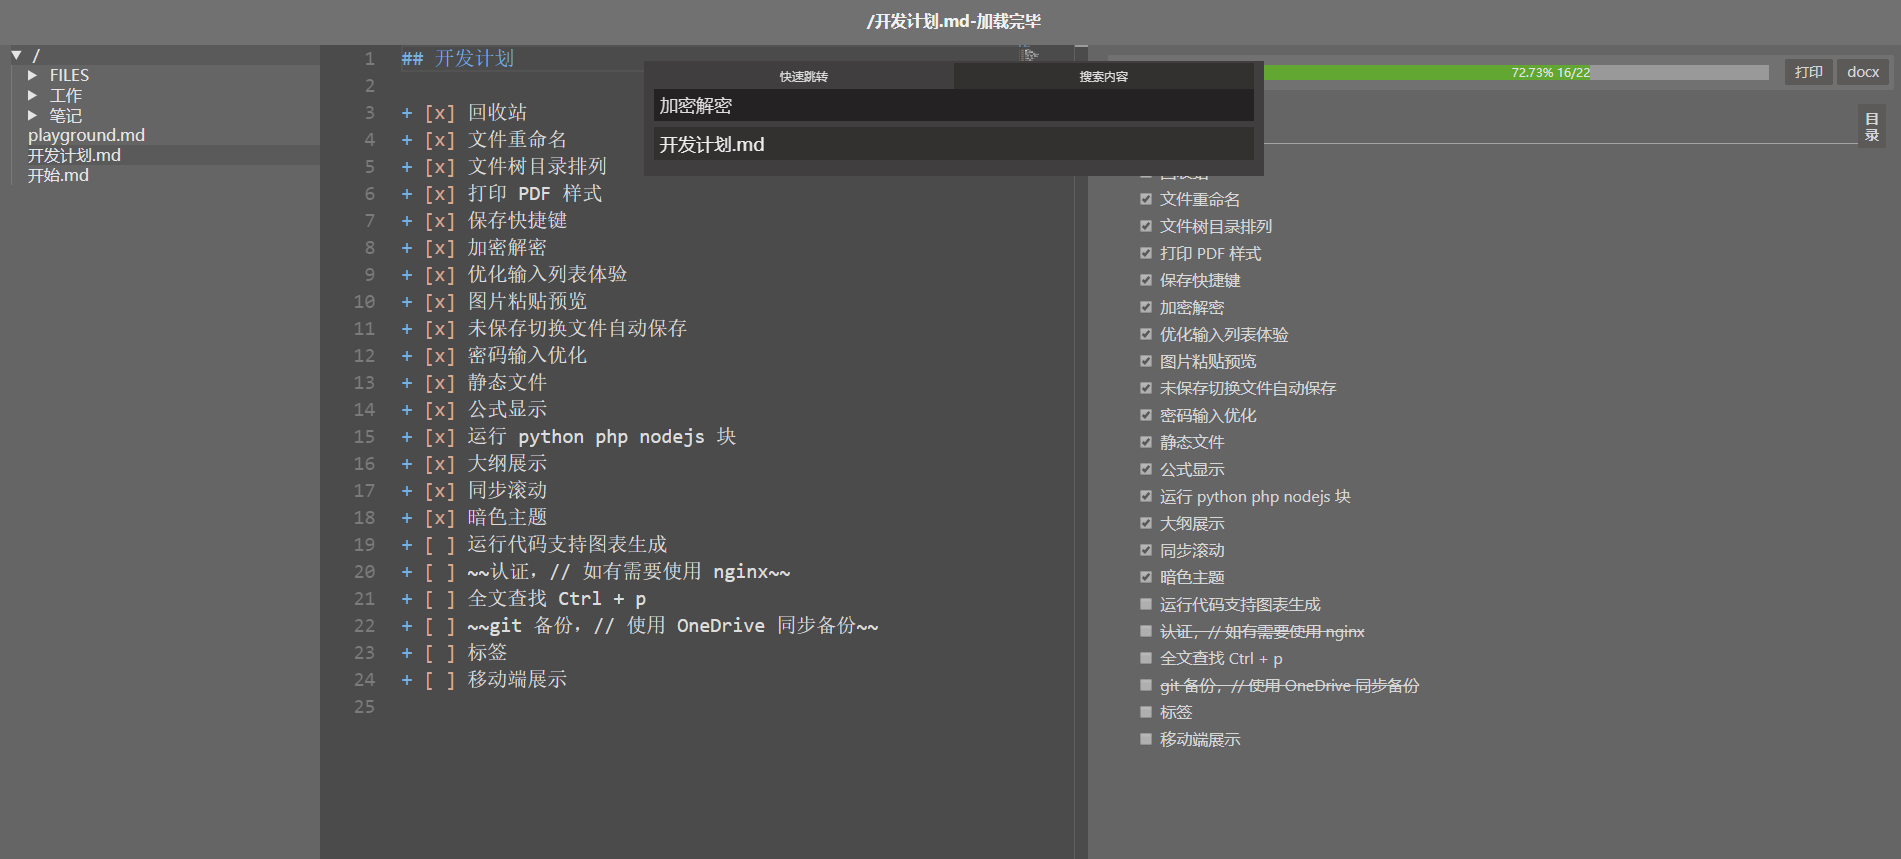 /开发计划.md-加载完毕
/
FILES
工作
笔记
playground.md
开发计划.md
开始.md
1 ## 开发计划
2
3 + [x] 回收站
4 + [x] 文件重命名
5 + [x] 文件树目录排列
6 + [x] 打印 PDF 样式
7 + [x] 保存快捷键
8 + [x] 加密解密
9 + [x] 优化输入列表体验
10 + [x] 图片粘贴预览
11 + [x] 未保存切换文件自动保存
12 + [x] 密码输入优化
13 + [x] 静态文件
14 + [x] 公式显示
15 + [x] 运行 python php nodejs 块
16 + [x] 大纲展示
17 + [x] 同步滚动
18 + [x] 暗色主题
19 + [ ] 运行代码支持图表生成
20 + [ ] ~~认证，// 如有需要使用 nginx~~
21 + [ ] 全文查找 Ctrl + p
22 + [ ] ~~git 备份，// 使用 OneDrive 同步备份~~
23 + [ ] 标签
24 + [ ] 移动端展示
25
快速跳转 搜索内容
加密解密
开发计划.md
72.73% 16/22 打印 docx
目录
回收站
文件重命名
文件树目录排列
打印 PDF 样式
保存快捷键
加密解密
优化输入列表体验
图片粘贴预览
未保存切换文件自动保存
密码输入优化
静态文件
公式显示
运行 python php nodejs 块
大纲展示
同步滚动
暗色主题
运行代码支持图表生成
认证，// 如有需要使用 nginx
全文查找 Ctrl + p
git 备份，// 使用 OneDrive 同步备份
标签
移动端展示